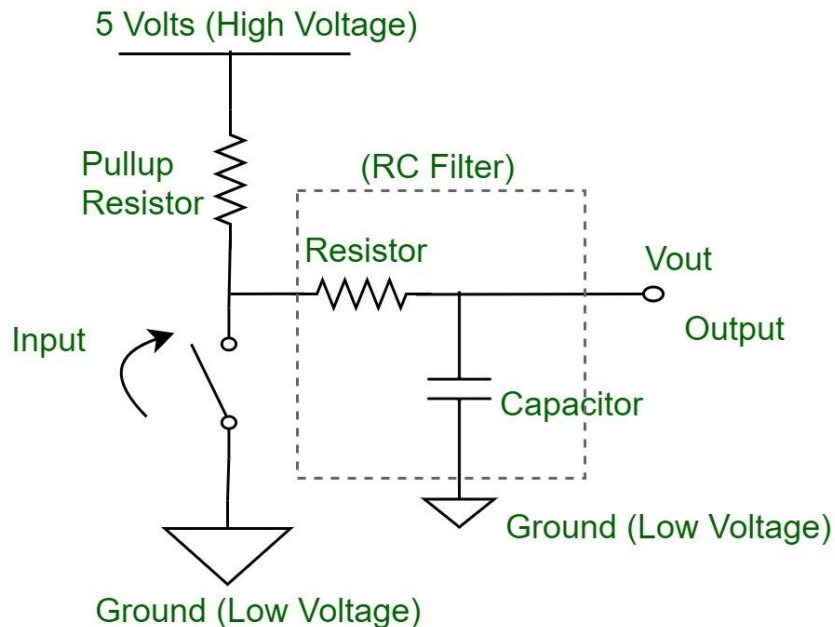 5 Volts (High Voltage)
Pullup
Resistor
(RC Filter)
Resistor
Vout
Output
Input
Capacitor
Ground (Low Voltage)
Ground (Low Voltage)